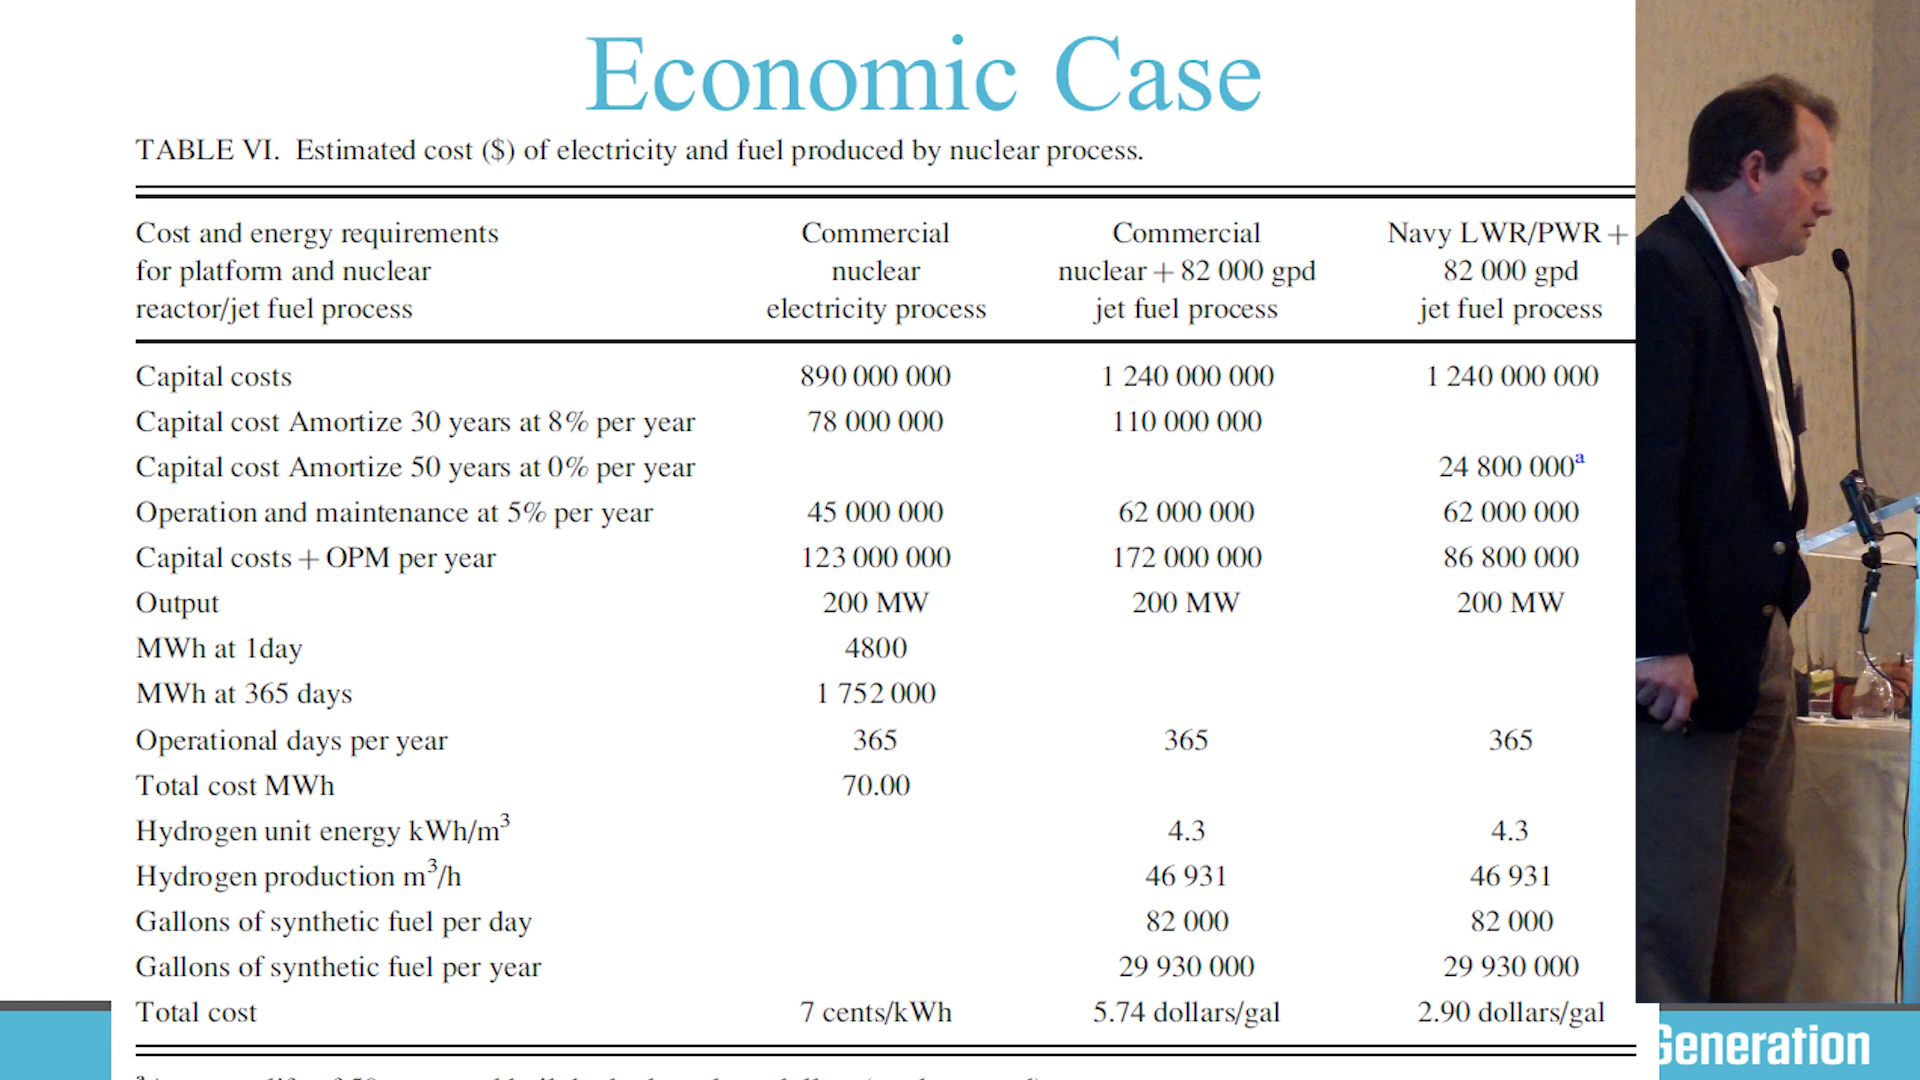 Economic Case
TABLE VI. Estimated cost ($) of electricity and fuel produced by nuclear process.
Cost and energy requirements for platform and nuclear reactor/jet fuel process
Commercial nuclear electricity process
Commercial nuclear + 82 000 gpd jet fuel process
Navy LWR/PWR + 82 000 gpd jet fuel process
Capital costs 890 000 000 1 240 000 000 1 240 000 000
Capital cost Amortize 30 years at 8% per year 78 000 000 110 000 000
Capital cost Amortize 50 years at 0% per year 24 800 000a
Operation and maintenance at 5% per year 45 000 000 62 000 000 62 000 000
Capital costs + OPM per year 123 000 000 172 000 000 86 800 000
Output 200 MW 200 MW 200 MW
MWh at 1day 4800
MWh at 365 days 1 752 000
Operational days per year 365 365 365
Total cost MWh 70.00
Hydrogen unit energy kWh/m3 4.3 4.3
Hydrogen production m3/h 46 931 46 931
Gallons of synthetic fuel per day 82 000 82 000
Gallons of synthetic fuel per year 29 930 000 29 930 000
Total cost 7 cents/kWh 5.74 dollars/gal 2.90 dollars/gal
Generation